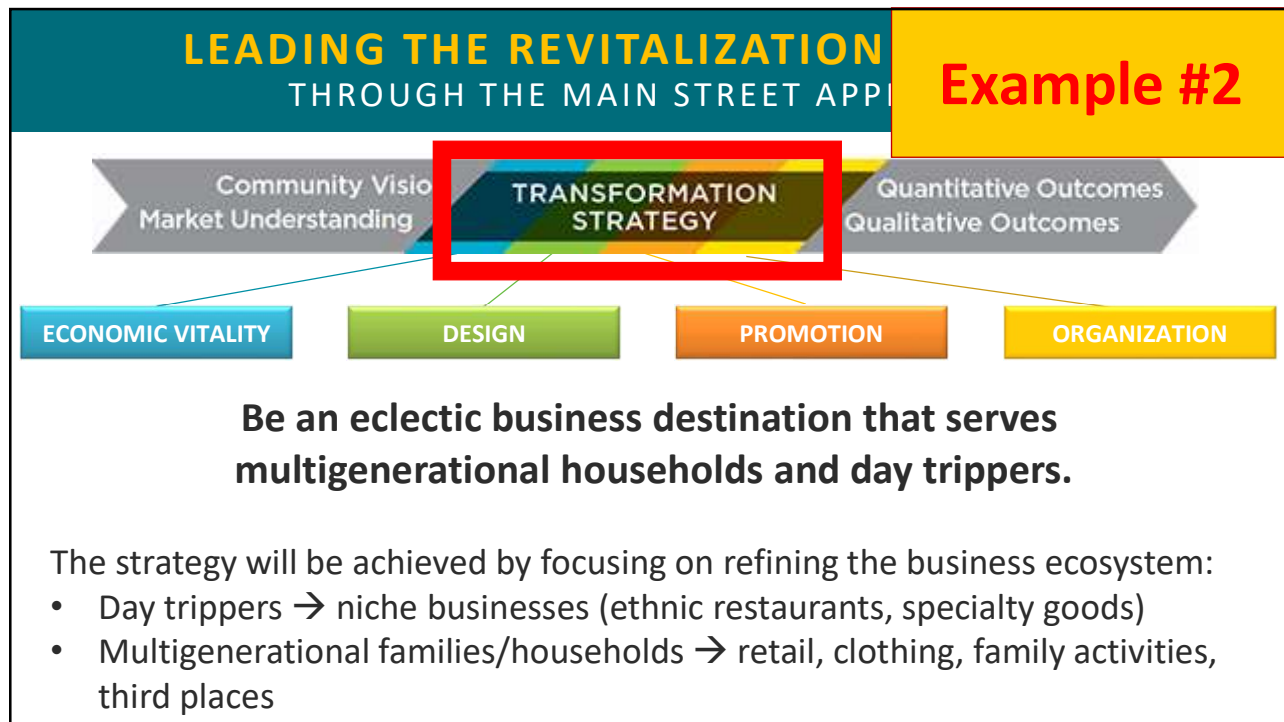 LEADING THE REVITALIZATION
THROUGH THE MAIN STREET
Example #2
Community
Market Understanding
TRANSFORMATION
STRATEGY
Quantitative Outcomes
Qualitative Outcomes
ECONOMIC VITALITY
DESIGN
PROMOTION
ORGANIZATION
Be an eclectic business destination that serves
multigenerational households and day trippers.
The strategy will be achieved by focusing on refining the business ecosystem:
• Day trippers → niche businesses (ethnic restaurants, specialty goods)
• Multigenerational families/households → retail, clothing, family activities,
third places